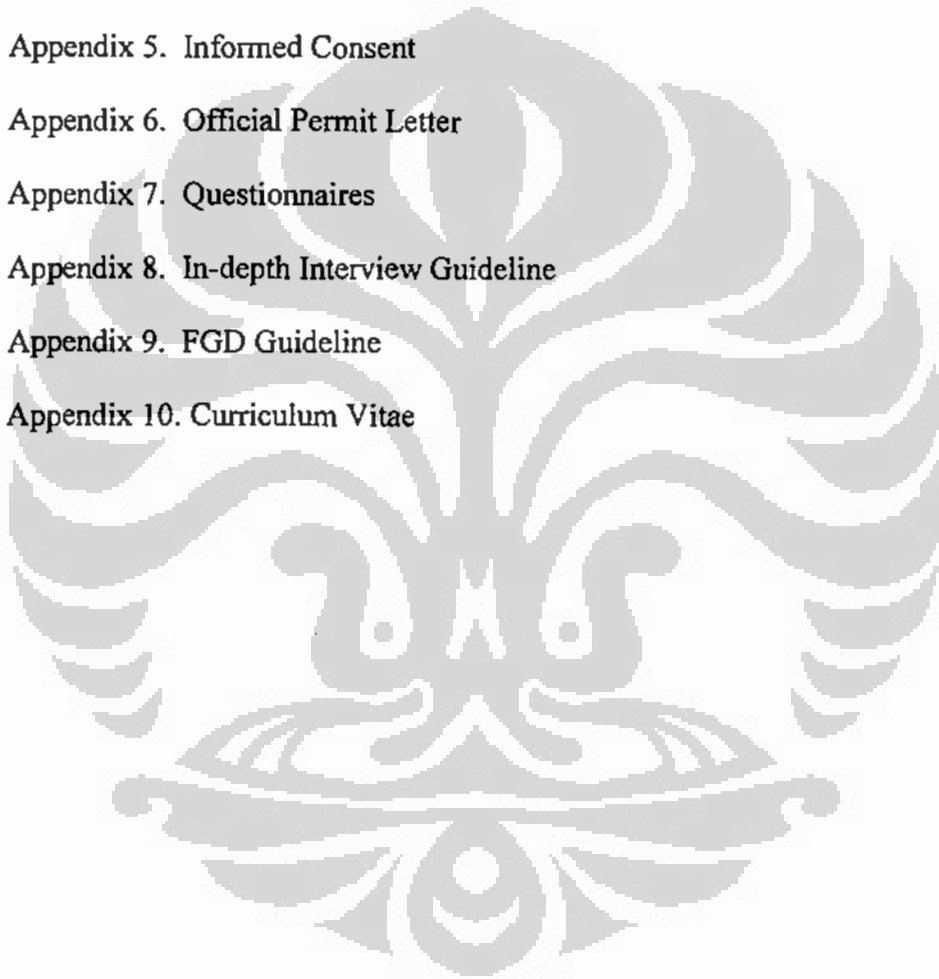 Appendix 5. Informed Consent
Appendix 6. Official Permit Letter
Appendix 7. Questionnaires
Appendix 8. In-depth Interview Guideline
Appendix 9. FGD Guideline
Appendix 10. Curriculum Vitae